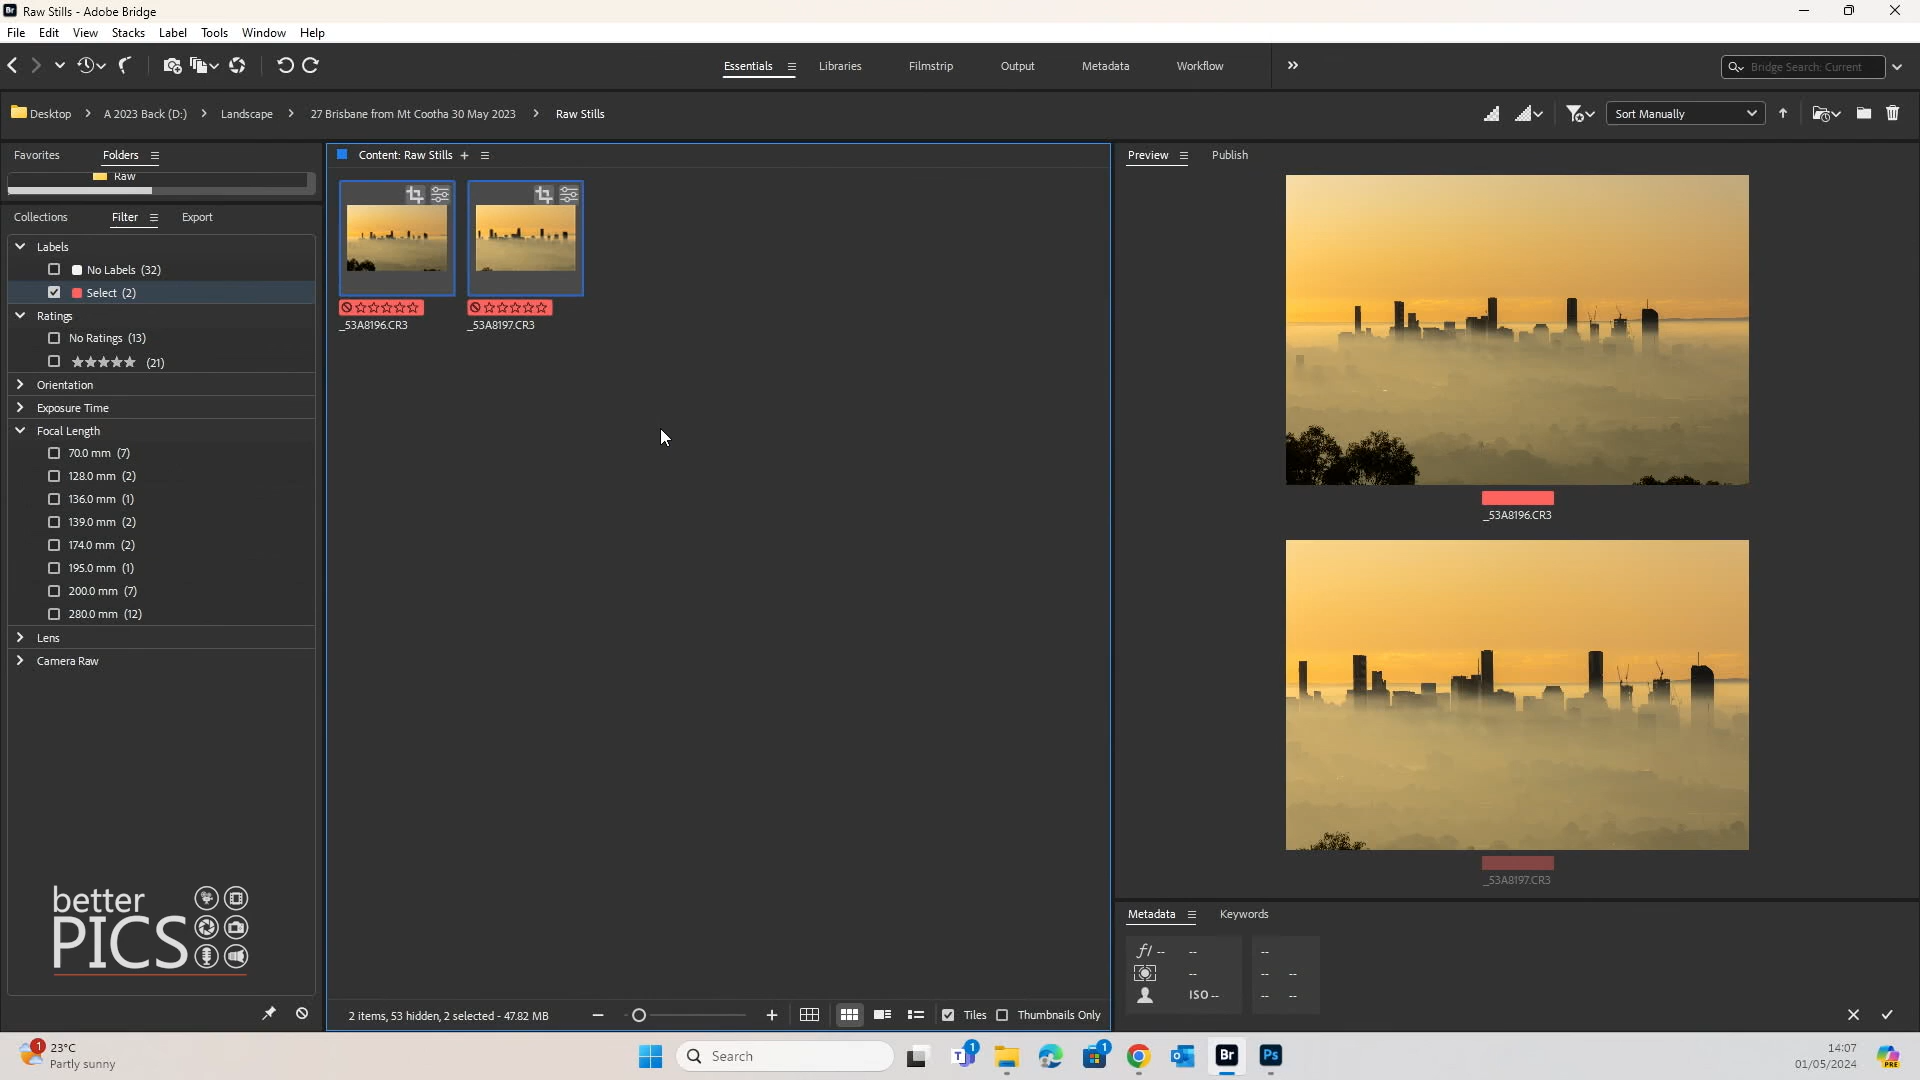 Br Raw Stills - Adobe Bridge
File Edit View Stacks Label Tools Window Help
Essentials Libraries Filmstrip Output Metadata Workflow
Bridge Search: Current
Desktop A 2023 Back (D:) Landscape 27 Brisbane from Mt Cootha 30 May 2023 Raw Stills
Sort Manually
Favorites Folders
Raw
Collections Filter Export
Labels
No Labels (32)
Select (2)
Ratings
No Ratings (13)
★★★★★ (21)
Orientation
Exposure Time
Focal Length
70.0 mm (7)
128.0 mm (2)
136.0 mm (1)
139.0 mm (2)
174.0 mm (2)
195.0 mm (1)
200.0 mm (7)
280.0 mm (12)
Lens
Camera Raw
better
PICS
Content: Raw Stills
_53A8196.CR3
_53A8197.CR3
2 items, 53 hidden, 2 selected - 47.82 MB
Tiles
Thumbnails Only
Preview Publish
_53A8196.CR3
_53A8197.CR3
Metadata Keywords
f/ -- -- --
-- -- --
ISO -- -- --
1
23°C
Partly sunny
Search
T
1
1
Br
Ps
14:07
01/05/2024
PRE